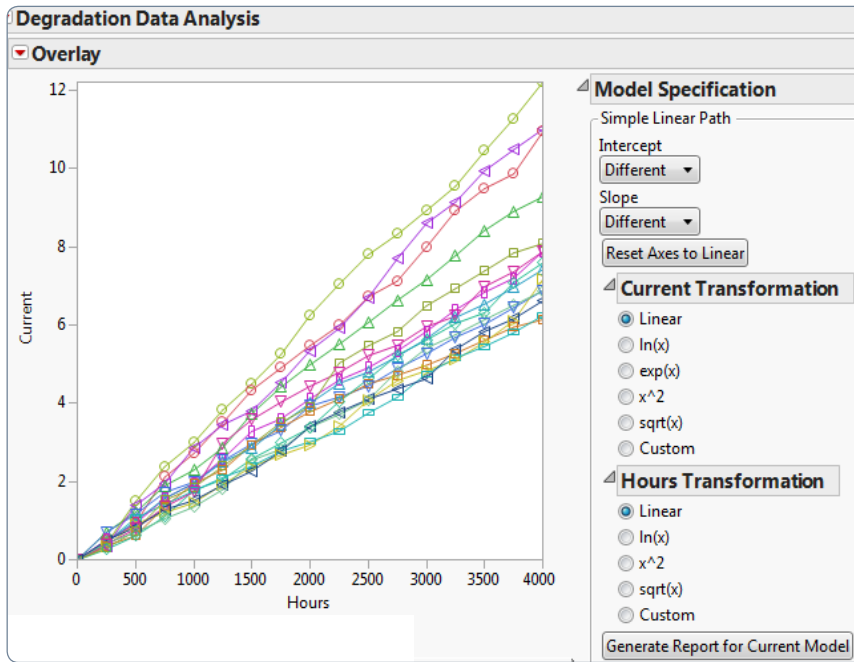 Degradation Data Analysis
Overlay
12
10
8
6
4
2
0
Current
0 500 1000 1500 2000 2500 3000 3500 4000
Hours
Model Specification
Simple Linear Path
Intercept
Different
Slope
Different
Reset Axes to Linear
Current Transformation
Linear
ln(x)
exp(x)
x^2
sqrt(x)
Custom
Hours Transformation
Linear
ln(x)
x^2
sqrt(x)
Custom
Generate Report for Current Model